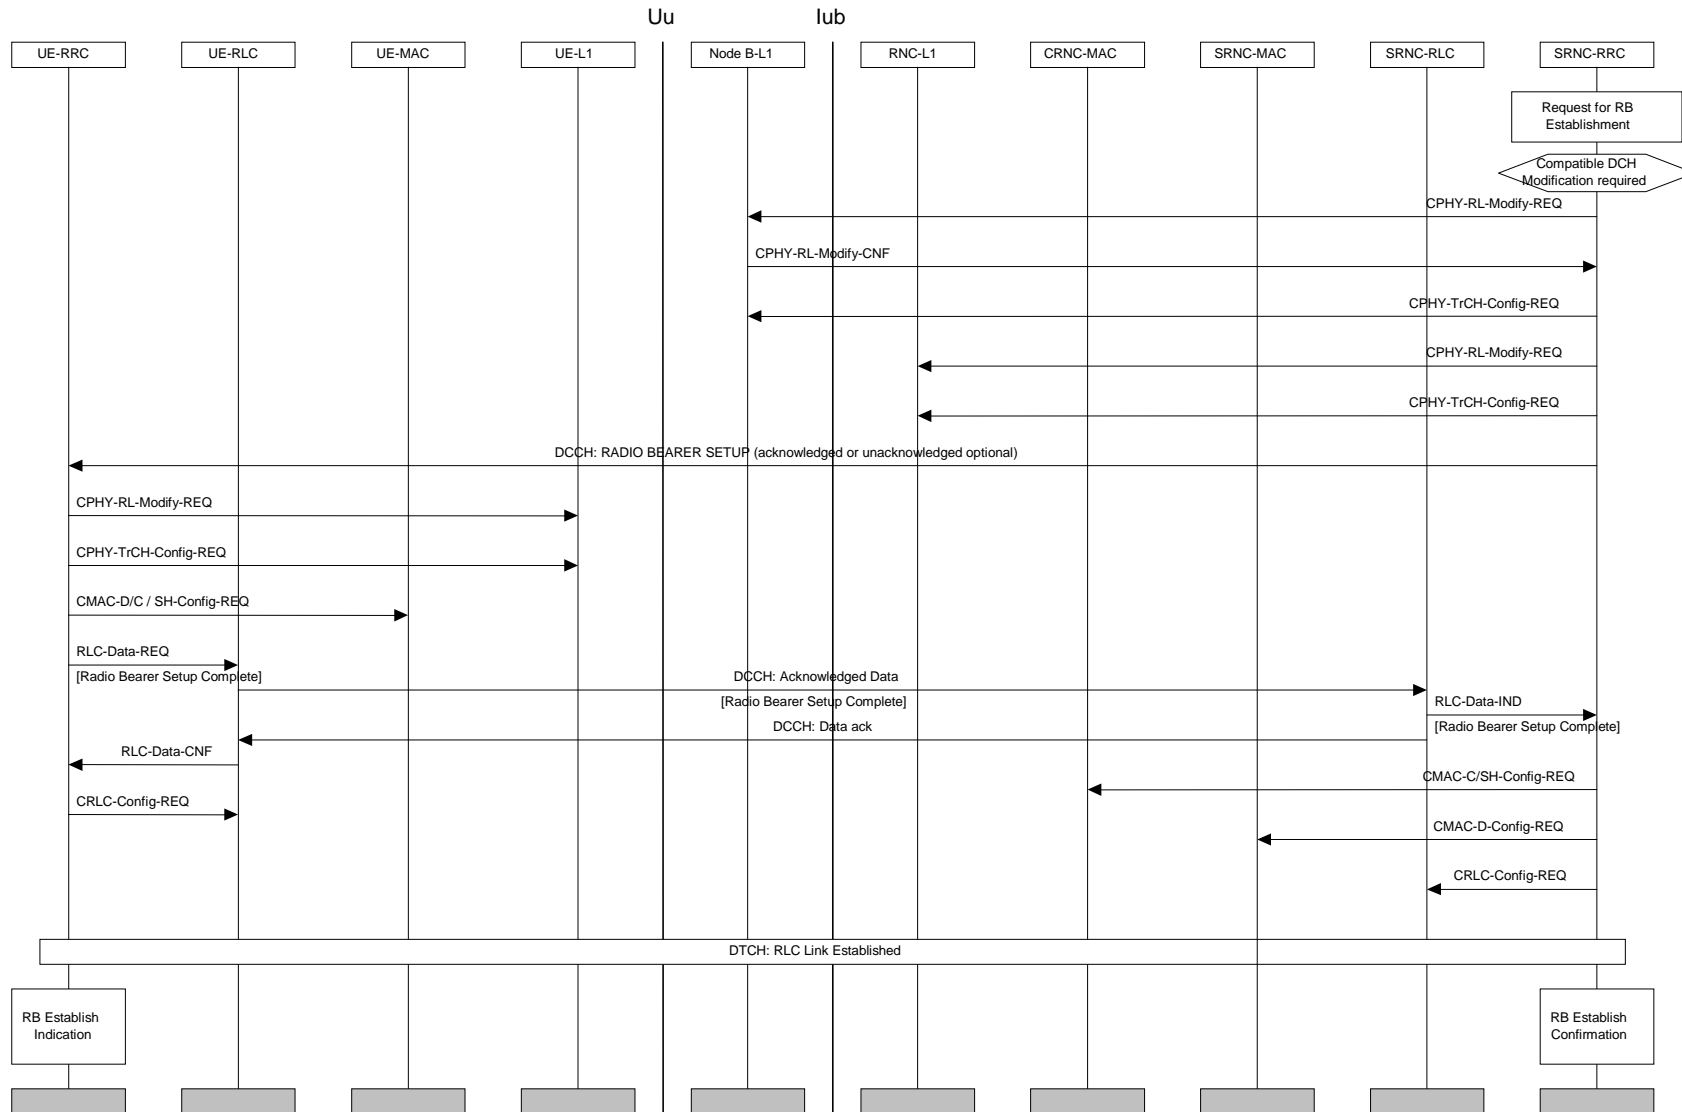 Uu
Iub
UE-RRC
UE-RLC
UE-MAC
UE-L1
Node B-L1
RNC-L1
CRNC-MAC
SRNC-MAC
SRNC-RLC
SRNC-RRC
Request for RB
Establishment
Compatible DCH
Modification required
CPHY-RL-Modify-REQ
CPHY-RL-Modify-CNF
CPHY-TrCH-Config-REQ
CPHY-RL-Modify-REQ
CPHY-TrCH-Config-REQ
DCCH: RADIO BEARER SETUP (acknowledged or unacknowledged optional)
CPHY-RL-Modify-REQ
CPHY-TrCH-Config-REQ
CMAC-D/C / SH-Config-REQ
RLC-Data-REQ
[Radio Bearer Setup Complete]
DCCH: Acknowledged Data
[Radio Bearer Setup Complete]
RLC-Data-IND
[Radio Bearer Setup Complete]
DCCH: Data ack
RLC-Data-CNF
CMAC-C/SH-Config-REQ
CRLC-Config-REQ
CMAC-D-Config-REQ
CRLC-Config-REQ
DTCH: RLC Link Established
RB Establish
Indication
RB Establish
Confirmation